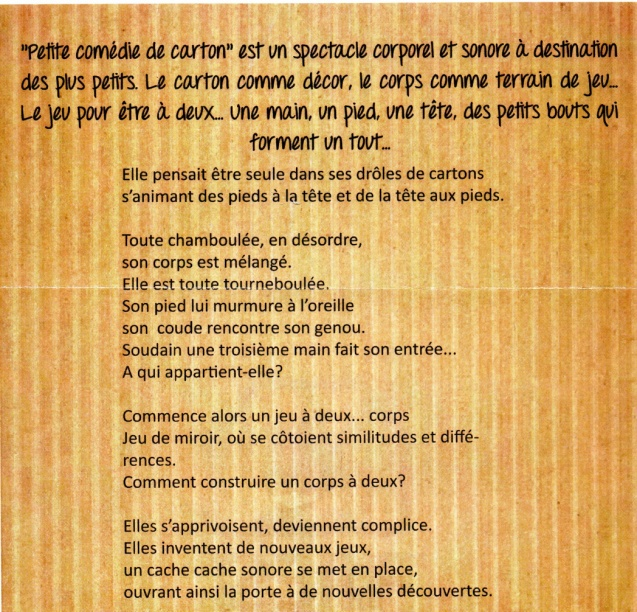 "Petite comédie de carton" est un spectacle corporel et sonore à destination
des plus petits. Le carton comme décor, le corps comme terrain de jeu...
Le jeu pour être à deux... Une main, un pied, une tête, des petits bouts qui
forment un tout...
Elle pensait être seule dans ses drôles de cartons
s'animant des pieds à la tête et de la tête aux pieds.
Toute chamboulée, en désordre,
son corps est mélangé.
Elle est toute tourneboulée.
Son pied lui murmure à l'oreille
son coude rencontre son genou.
Soudain une troisième main fait son entrée...
A qui appartient-elle?
Commence alors un jeu à deux... corps
Jeu de miroir, où se côtoient similitudes et diffé-
rences.
Comment construire un corps à deux?
Elles s'apprivoisent, deviennent complice.
Elles inventent de nouveaux jeux,
un cache cache sonore se met en place,
ouvrant ainsi la porte à de nouvelles découvertes.